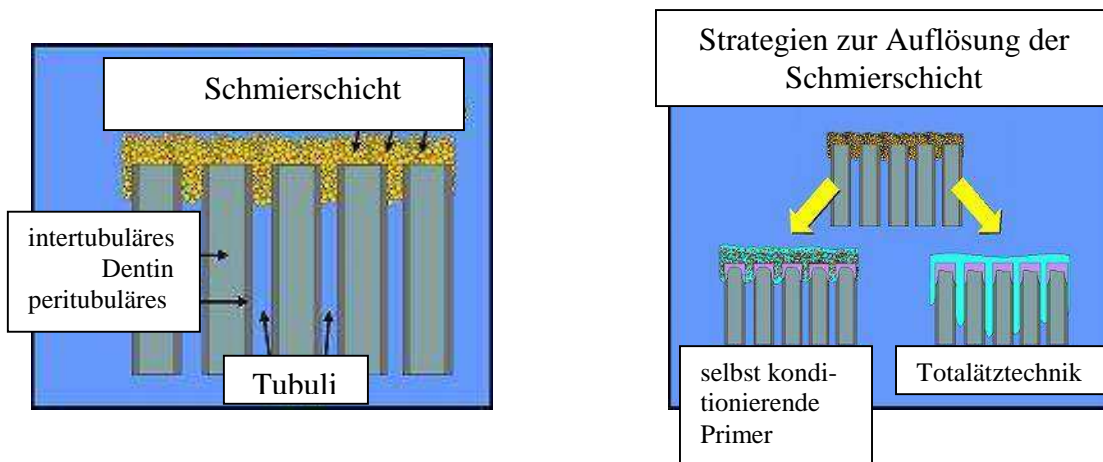 Schmierschicht
intertubuläres
Dentin
peritubuläres
Tubuli
Strategien zur Auflösung der
Schmierschicht
selbst kondi-
tionierende
Primer
Totalätztechnik